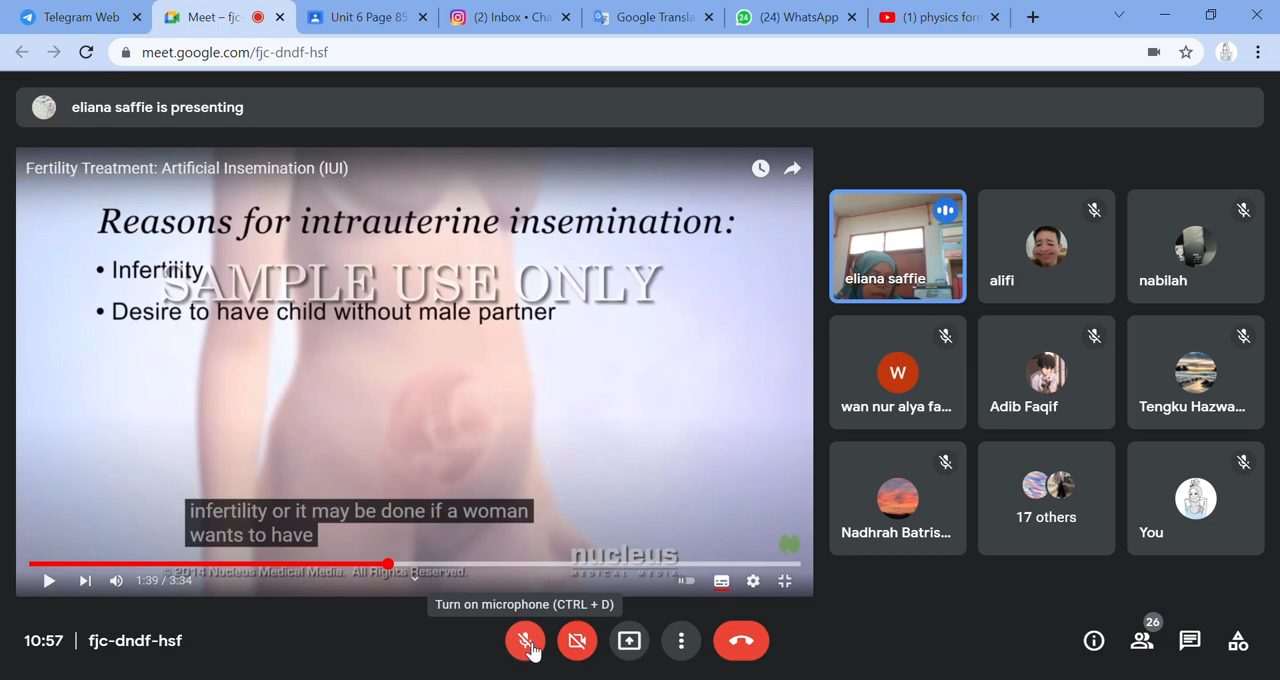 Telegram Web
Meet – fjc-
Unit 6 Page 85
(2) Inbox • Cha
Google Transla
24
(24) WhatsApp
(1) physics form
meet.google.com/fjc-dndf-hsf
eliana saffie is presenting
Fertility Treatment: Artificial Insemination (IUI)
Reasons for intrauterine insemination:
• Infertility
SAMPLE USE ONLY
• Desire to have child without male partner
infertility or it may be done if a woman
wants to have
nucleus
MEDICAL MEDIA
© 2014 Nucleus Medical Media. All Rights Reserved.
1:39 / 3:34
Turn on microphone (CTRL + D)
eliana saffie
alifi
nabilah
W
wan nur alya fa...
Adib Faqif
Tengku Hazwa...
Nadhrah Batris...
17 others
You
10:57 | fjc-dndf-hsf
26